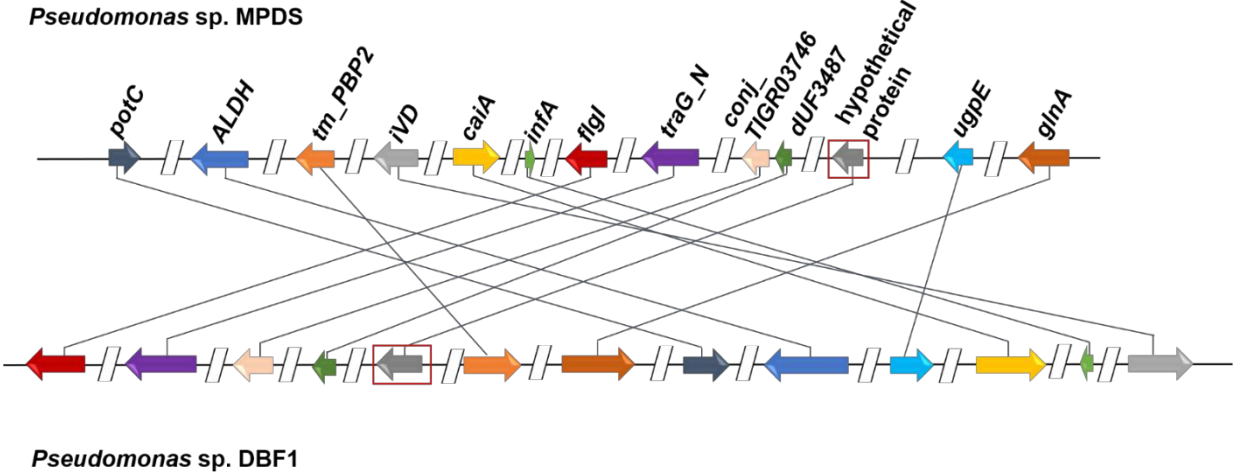 Pseudomonas sp. MPDS
potC
ALDH
tm_PBP2
iVD
caiA
infA
flgI
traG_N
conj_
TIGR03746
dUF3487
hypothetical
protein
ugpE
glnA
Pseudomonas sp. DBF1